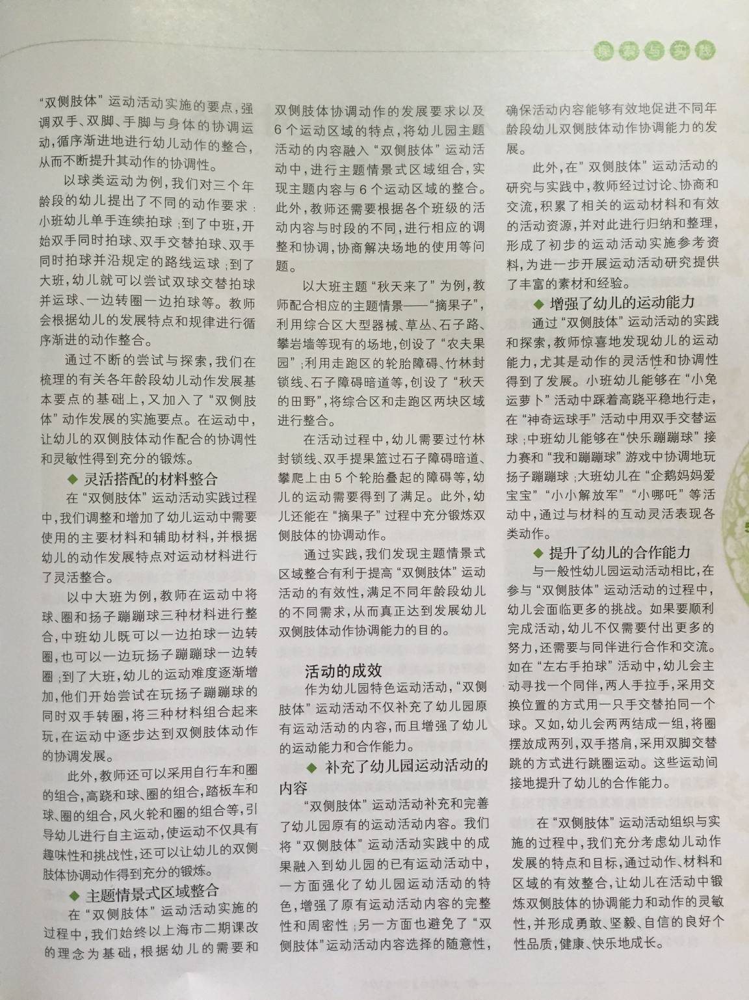 探索与实践
“双侧肢体”运动活动实施的要点,强
调双手、双脚、手脚与身体的协调运
动,循序渐进地进行幼儿动作的整合,
从而不断提升其动作的协调性。
以球类运动为例,我们对三个年
龄段的幼儿提出了不同的动作要求:
小班幼儿单手连续拍球;到了中班,开
始双手同时拍球、双手交替拍球、双手
同时拍球并沿规定的路线运球;到了
大班,幼儿就可以尝试双球交替拍球
并运球、一边转圈一边拍球等。教师
会根据幼儿的发展特点和规律进行循
序渐进的动作整合。
通过不断的尝试与探索,我们在
梳理的有关各年龄段幼儿动作发展基
本要点的基础上,又加入了“双侧肢
体”动作发展的实施要点。在运动中,
让幼儿的双侧肢体动作配合的协调性
和灵敏性得到充分的锻炼。
◆ 灵活搭配的材料整合
在“双侧肢体”运动活动实践过程
中,我们调整和增加了幼儿运动中需要
使用的主要材料和辅助材料,并根据
幼儿的动作发展特点对运动材料进行
了灵活整合。
以中大班为例,教师在运动中将
球、圈和扬子蹦蹦球三种材料进行整
合,中班幼儿既可以一边拍球一边转
圈,也可以一边玩扬子蹦蹦球一边转
圈;到了大班,幼儿的运动难度逐渐增
加,他们开始尝试在玩扬子蹦蹦球的
同时双手转圈,将三种材料组合起来
玩,在运动中逐步达到双侧肢体动作
的协调发展。
此外,教师还可以采用自行车和圈
的组合,高跷和球、圈的组合,踏板车和
球、圈的组合,风火轮和圈的组合等,引
导幼儿进行自主运动,使运动不仅具有
趣味性和挑战性,还可以让幼儿的双侧
肢体协调动作得到充分的锻炼。
◆ 主题情景式区域整合
在“双侧肢体”运动活动实施的
过程中,我们始终以上海市二期课改
的理念为基础,根据幼儿的需要和
双侧肢体协调动作的发展要求以及
6个运动区域的特点,将幼儿园主题
活动的内容融入“双侧肢体”运动活
动中,进行主题情景式区域组合,实
现主题内容与6个运动区域的整合。
此外,教师还需要根据各个班级的活
动内容与时段的不同,进行相应的调
整和协调,协商解决场地的使用等问
题。
以大班主题“秋天来了”为例,教
师配合相应的主题情景——“摘果子”,
利用综合区大型器械、草丛、石子路、
攀岩墙等现有的场地,创设了“农夫果
园”;利用走跑区的轮胎障碍、竹林封
锁线、石子障碍暗道等,创设了“秋天
的田野”,将综合区和走跑区两块区域
进行整合。
在活动过程中,幼儿需要过竹林
封锁线、双手提果篮过石子障碍暗道、
攀爬上由5个轮胎叠起的障碍等,幼
儿的运动需要得到了满足。此外,幼
儿还能在“摘果子”过程中充分锻炼双
侧肢体的协调动作。
通过实践,我们发现主题情景式
区域整合有利于提高“双侧肢体”运动
活动的有效性,满足不同年龄段幼儿
的不同需求,从而真正达到发展幼儿
双侧肢体动作协调能力的目的。
活动的成效
作为幼儿园特色运动活动,“双侧
肢体”运动活动不仅补充了幼儿园原
有运动活动的内容,而且增强了幼儿
的运动能力和合作能力。
◆ 补充了幼儿园运动活动的
内容
“双侧肢体”运动活动补充和完善
了幼儿园原有的运动活动内容。我们
将“双侧肢体”运动活动实践中的成
果融入到幼儿园的已有运动活动中,
一方面强化了幼儿园运动活动的特
色,增强了原有运动活动内容的完整
性和周密性;另一方面也避免了“双
侧肢体”运动活动内容选择的随意性,
确保活动内容能够有效地促进不同年
龄段幼儿双侧肢体动作协调能力的发
展。
此外,在”双侧肢体”运动活动的
研究与实践中,教师经过讨论、协商和
交流,积累了相关的运动材料和有效
的活动资源,并对此进行归纳和整理,
形成了初步的运动活动实施参考资
料,为进一步开展运动活动研究提供
了丰富的素材和经验。
◆ 增强了幼儿的运动能力
通过“双侧肢体”运动活动的实践
和探索,教师惊喜地发现幼儿的运动
能力,尤其是动作的灵活性和协调性
得到了发展。小班幼儿能够在“小兔
运萝卜”活动中踩着高跷平稳地行走,
在“神奇运球手”活动中用双手交替运
球;中班幼儿能够在“快乐蹦蹦球”接
力赛和“我和蹦蹦球”游戏中协调地玩
扬子蹦蹦球;大班幼儿在“企鹅妈妈爱
宝宝”“小小解放军”“小哪吒”等活
动中,通过与材料的互动灵活表现各
类动作。
◆ 提升了幼儿的合作能力
与一般性幼儿园运动活动相比,在
参与“双侧肢体”运动活动的过程中,
幼儿会面临更多的挑战。如果要顺利
完成活动,幼儿不仅需要付出更多的
努力,还需要与同伴进行合作和交流。
如在“左右手拍球”活动中,幼儿会主
动寻找一个同伴,两人手拉手,采用交
换位置的方式用一只手交替拍同一个
球。又如,幼儿会两两结成一组,将圈
摆放成两列,双手搭肩,采用双脚交替
跳的方式进行跳圈运动。这些运动间
接地提升了幼儿的合作能力。
在“双侧肢体”运动活动组织与实
施的过程中,我们充分考虑幼儿动作
发展的特点和目标,通过动作、材料和
区域的有效整合,让幼儿在活动中锻
炼双侧肢体的协调能力和动作的灵敏
性,并形成勇敢、坚毅、自信的良好个
性品质,健康、快乐地成长。